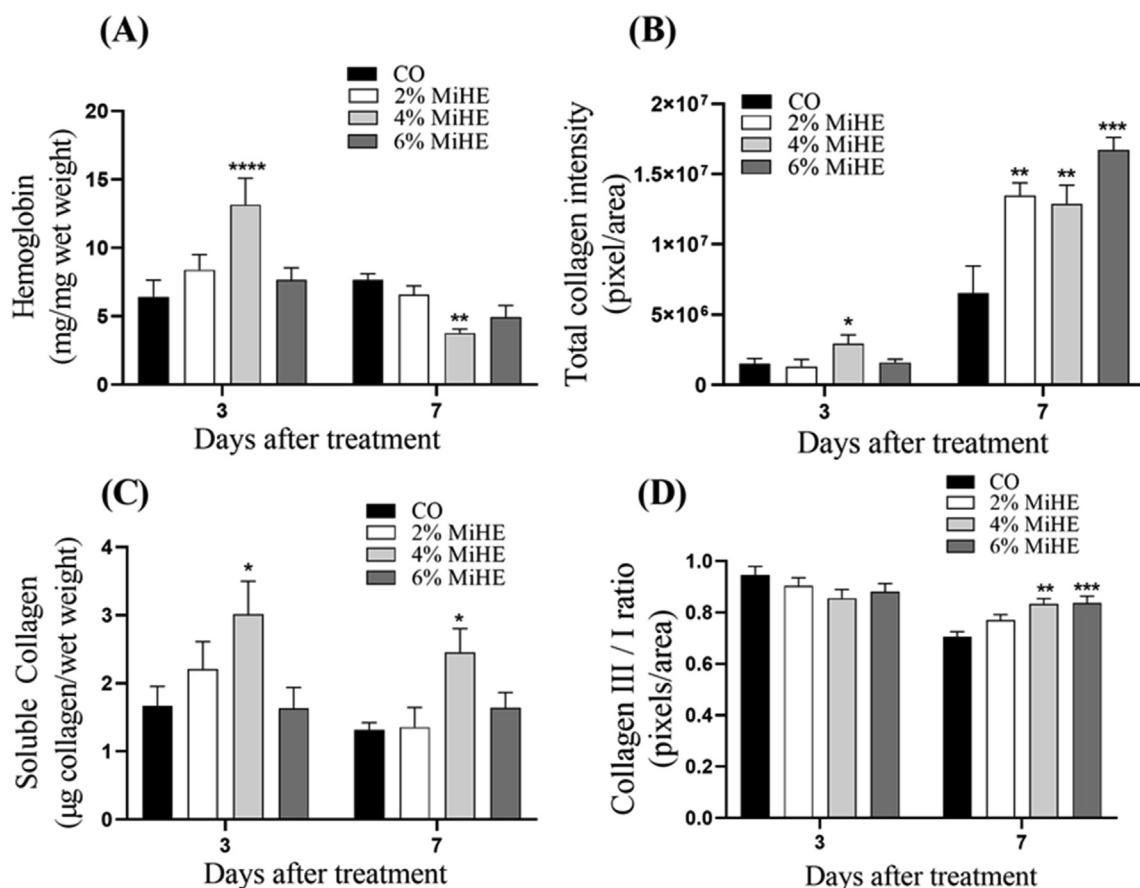 (A)
CO
2% MiHE
4% MiHE
6% MiHE
Hemoglobin
(mg/mg wet weight)
20
15
10
5
0
****
**
3
7
Days after treatment
(B)
CO
2% MiHE
4% MiHE
6% MiHE
Total collagen intensity
(pixel/area)
2×10⁷
1.5×10⁷
1×10⁷
5×10⁶
0
*
**
**
***
3
7
Days after treatment
(C)
CO
2% MiHE
4% MiHE
6% MiHE
Soluble Collagen
(µg collagen/wet weight)
4
3
2
1
0
*
*
3
7
Days after treatment
(D)
CO
2% MiHE
4% MiHE
6% MiHE
Collagen III / I ratio
(pixels/area)
1.0
0.8
0.6
0.4
0.2
0.0
**
***
3
7
Days after treatment